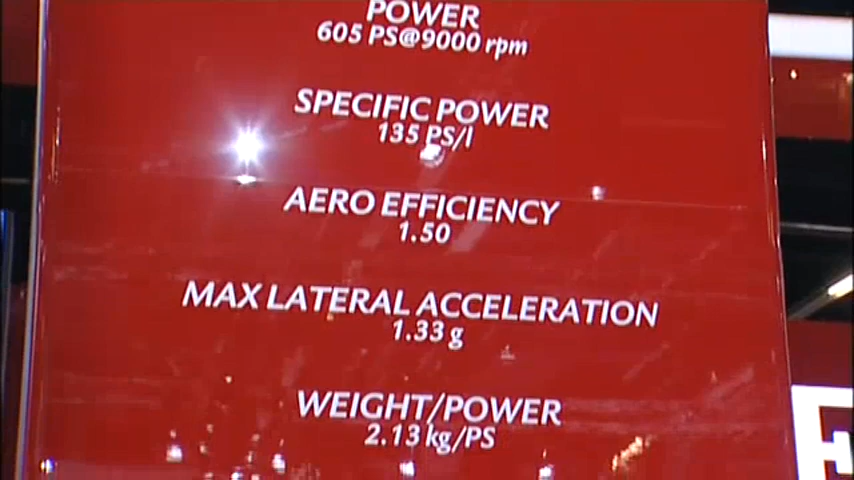 POWER
605 PS@9000 rpm
SPECIFIC POWER
135 PS/l
AERO EFFICIENCY
1.50
MAX LATERAL ACCELERATION
1.33 g
WEIGHT/POWER
2.13 kg/PS